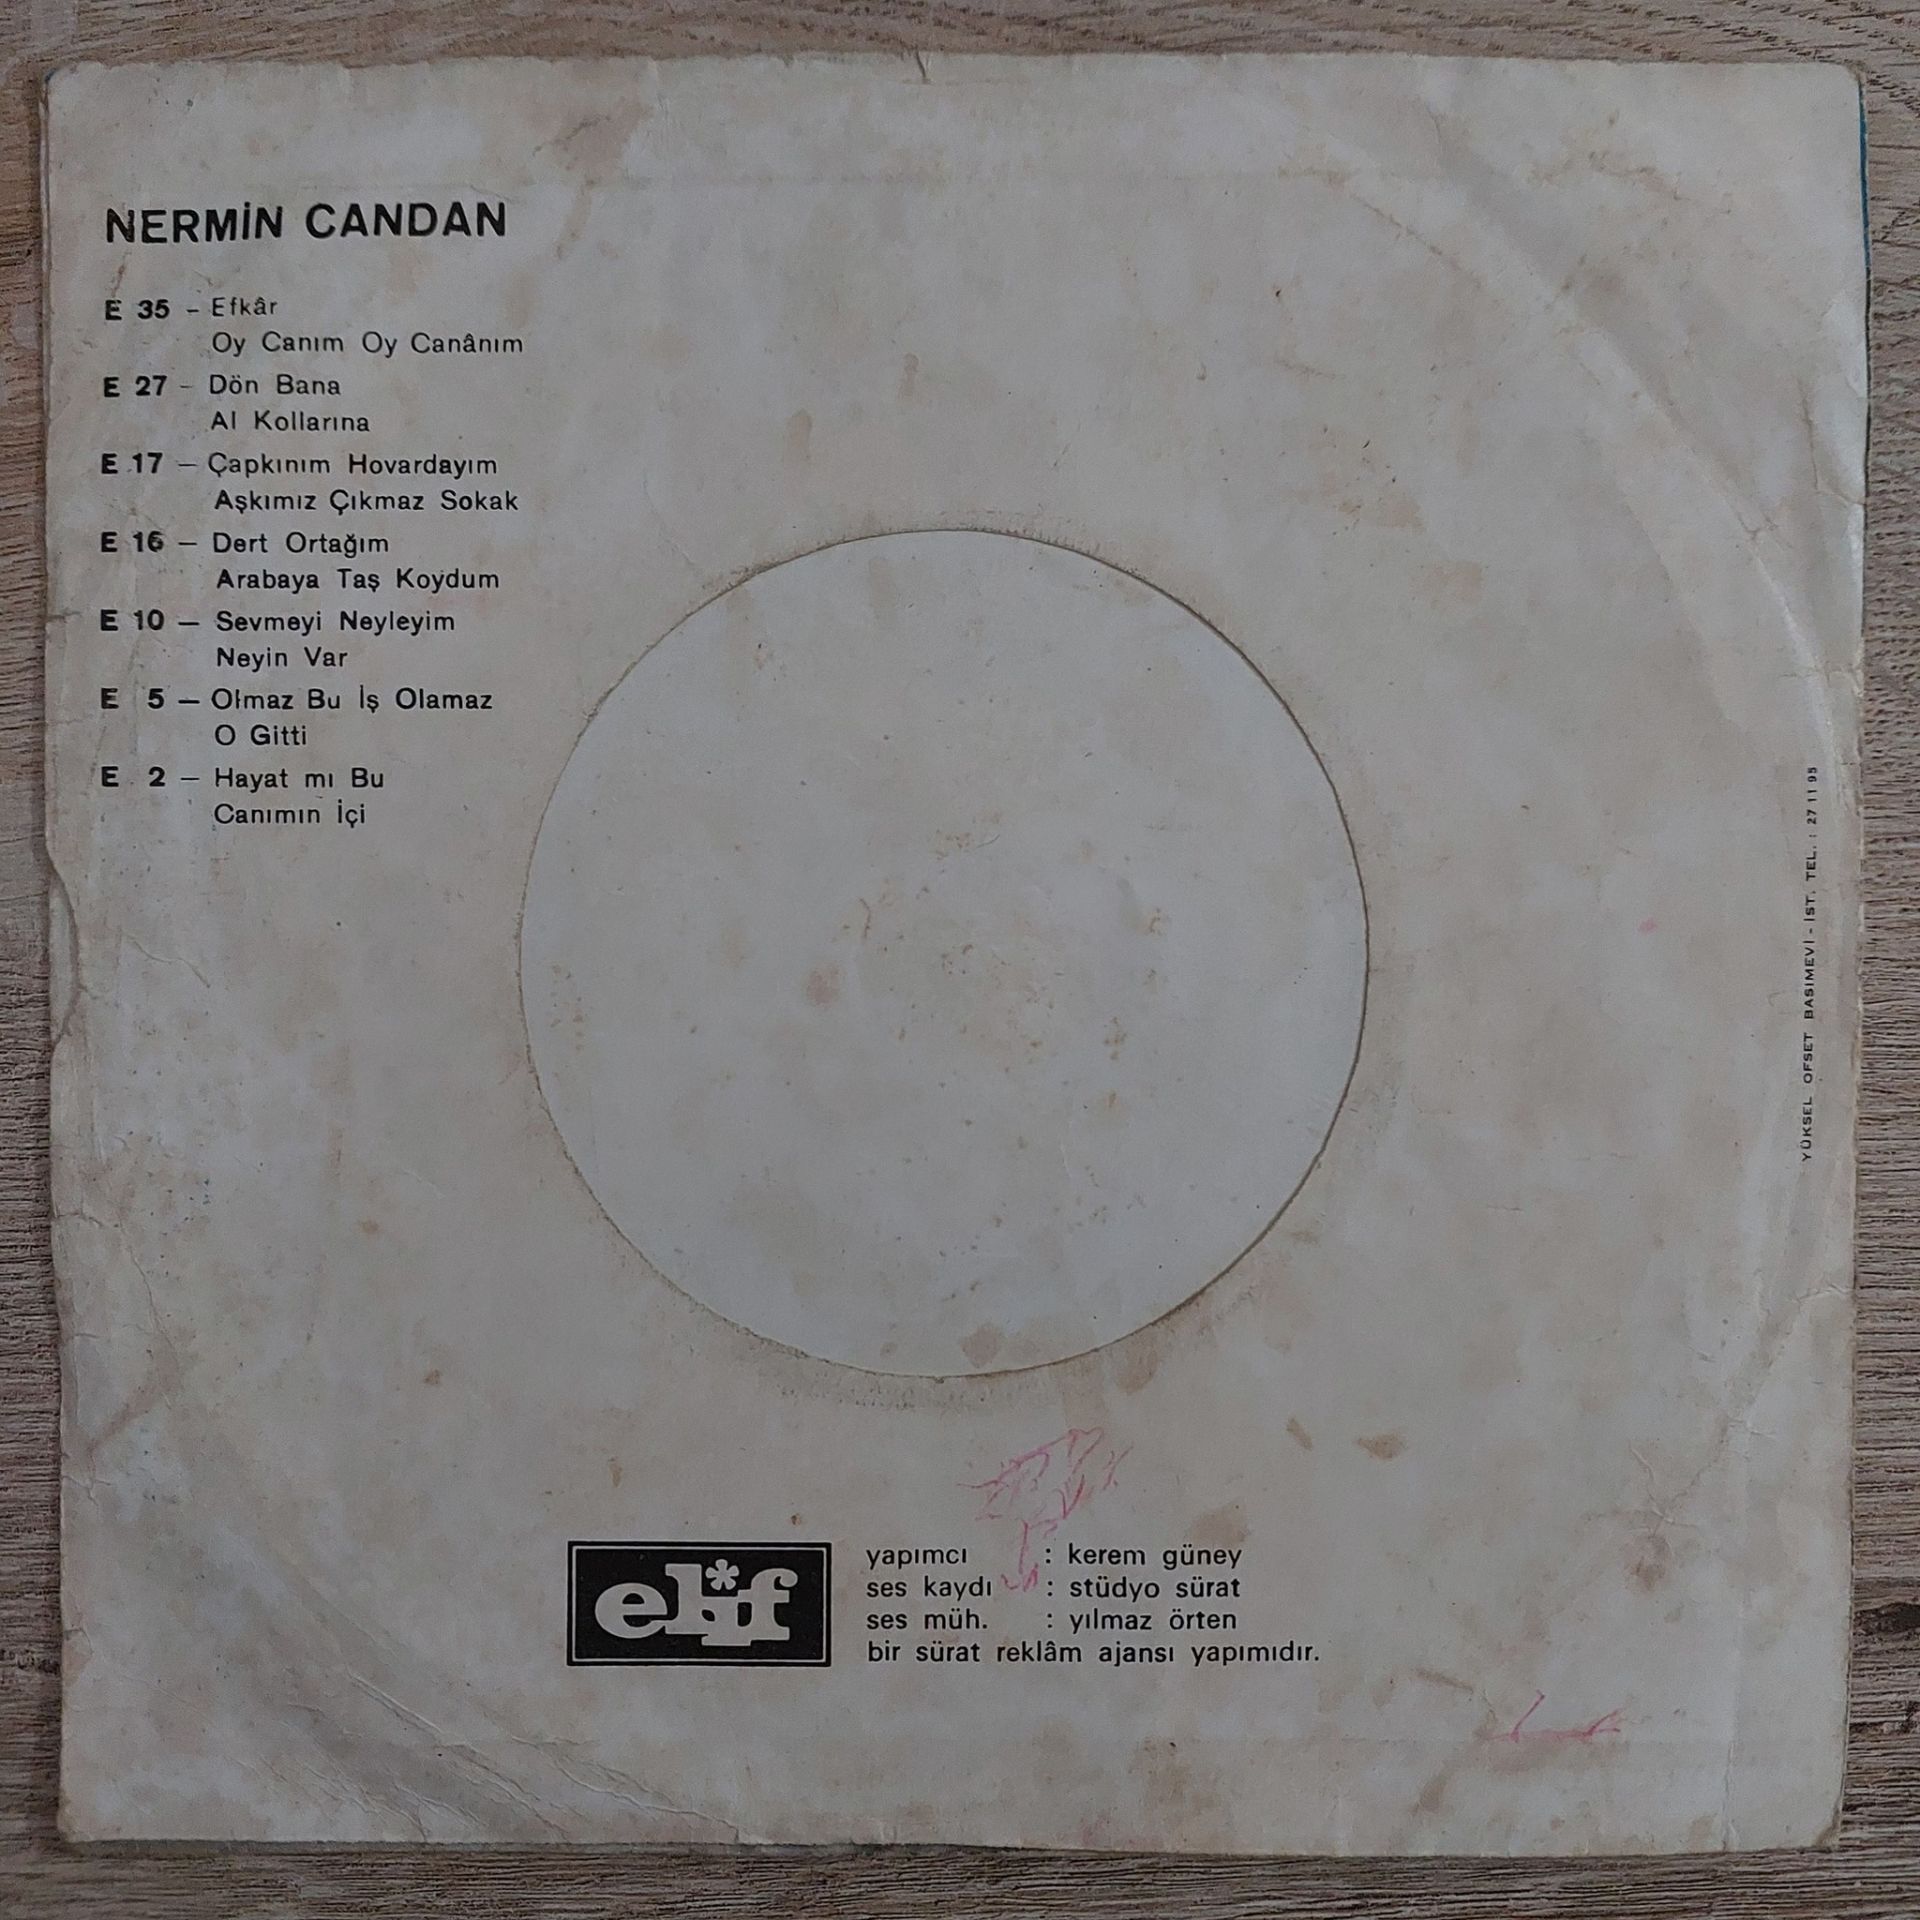 NERMİN CANDAN
E 35 - Efkâr
Oy Canım Oy Canânım
E 27 - Dön Bana
Al Kollarına
E 17 — Çapkınım Hovardayım
Aşkımız Çıkmaz Sokak
E 16 — Dert Ortağım
Arabaya Taş Koydum
E 10 — Sevmeyi Neyleyim
Neyin Var
E 5 — Olmaz Bu İş Olamaz
O Gitti
E 2 — Hayat mı Bu
Canımın İçi
YÜKSEL OFSET BASIMEVİ - İST. TEL. : 27 11 95
elif
yapımcı : kerem güney
ses kaydı : stüdyo sürat
ses müh. : yılmaz örten
bir sürat reklâm ajansı yapımıdır.